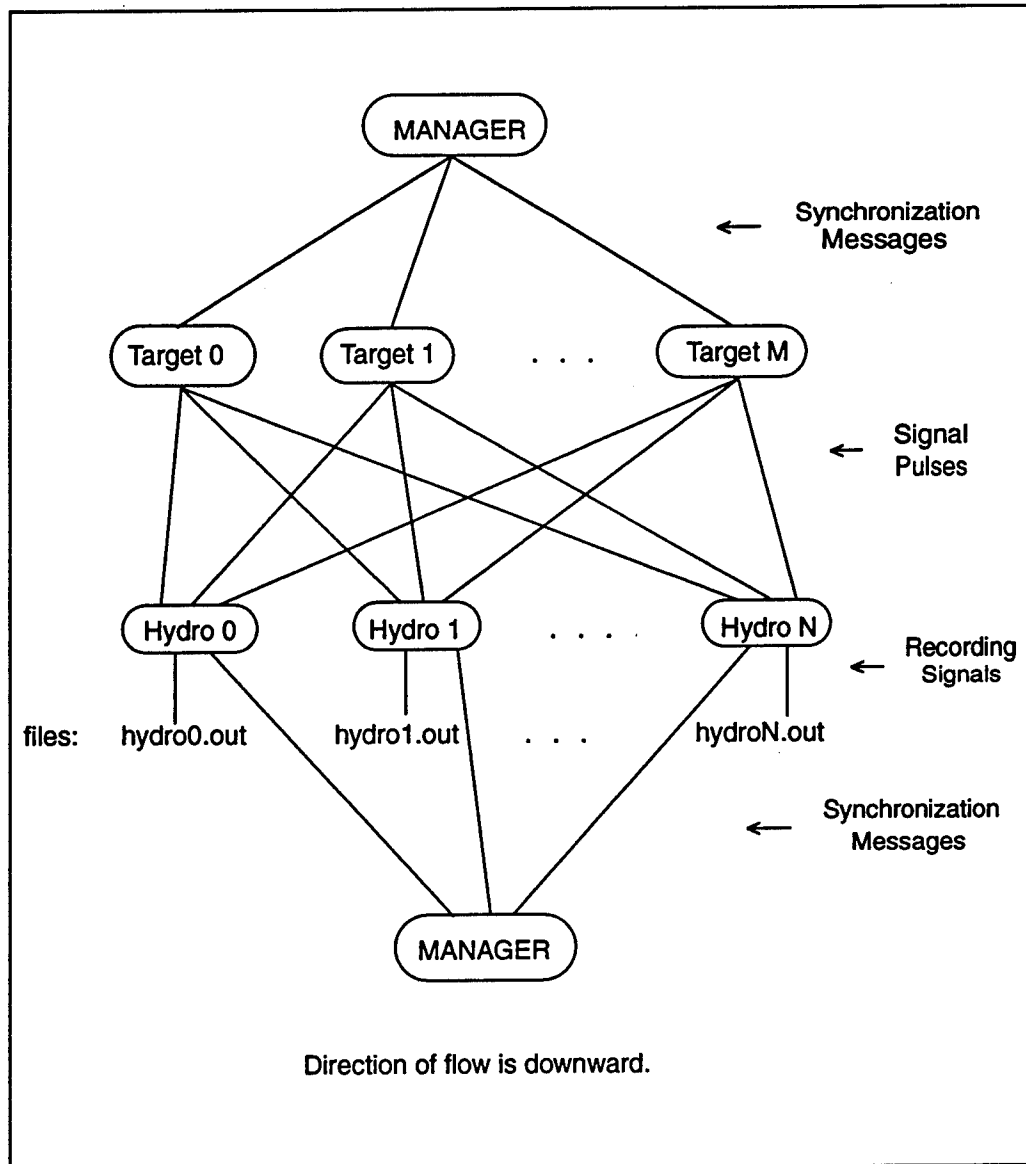 MANAGER
Synchronization
Messages
Target 0
Target 1
. . .
Target M
Signal
Pulses
Hydro 0
Hydro 1
. . . .
Hydro N
Recording
Signals
files:
hydro0.out
hydro1.out
. . .
hydroN.out
Synchronization
Messages
MANAGER
Direction of flow is downward.